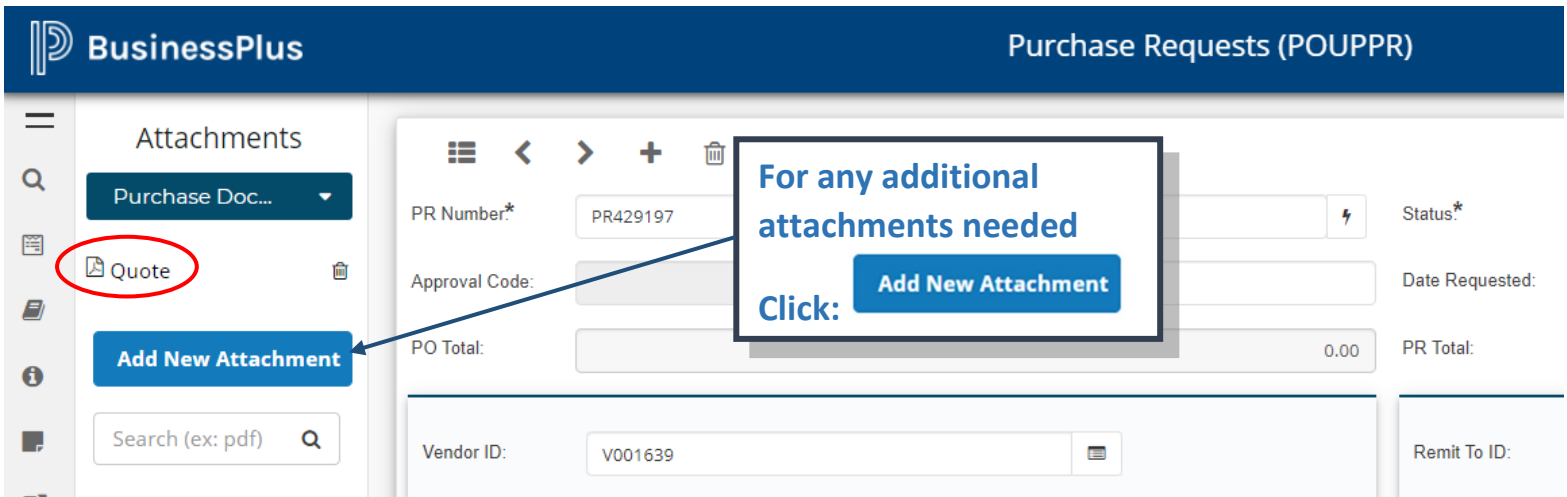 BusinessPlus
Purchase Requests (POUPPR)
Attachments
Purchase Doc...
Quote
Add New Attachment
Search (ex: pdf)
For any additional
attachments needed
Click: Add New Attachment
PR Number:*
PR429197
Status:*
Approval Code:
Date Requested:
PO Total:
0.00
PR Total:
Vendor ID:
V001639
Remit To ID: